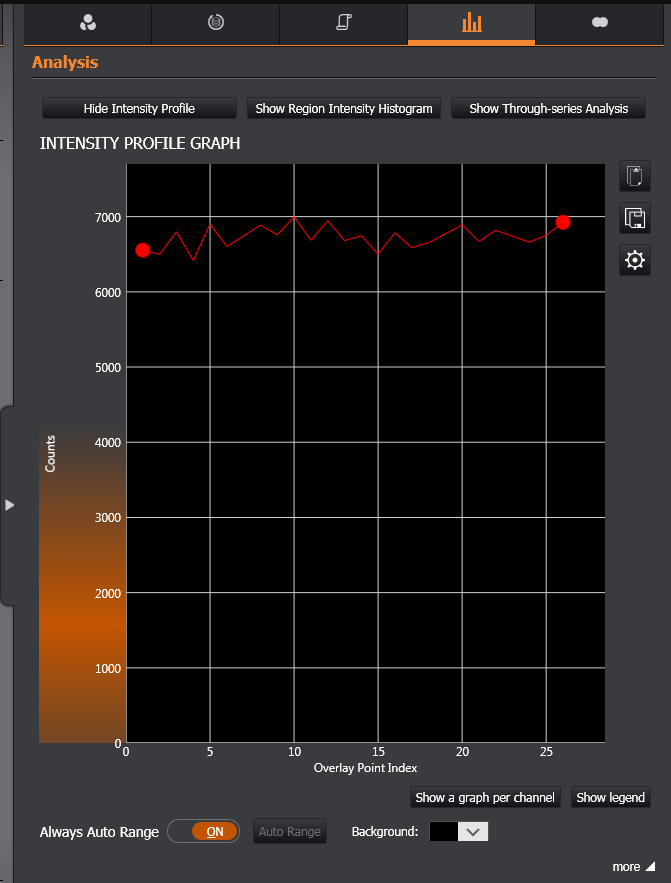 Analysis
Hide Intensity Profile
Show Region Intensity Histogram
Show Through-series Analysis
INTENSITY PROFILE GRAPH
7000
6000
5000
4000
3000
2000
1000
0
Counts
0 5 10 15 20 25
Overlay Point Index
Show a graph per channel
Show legend
Always Auto Range ON Auto Range Background:
more